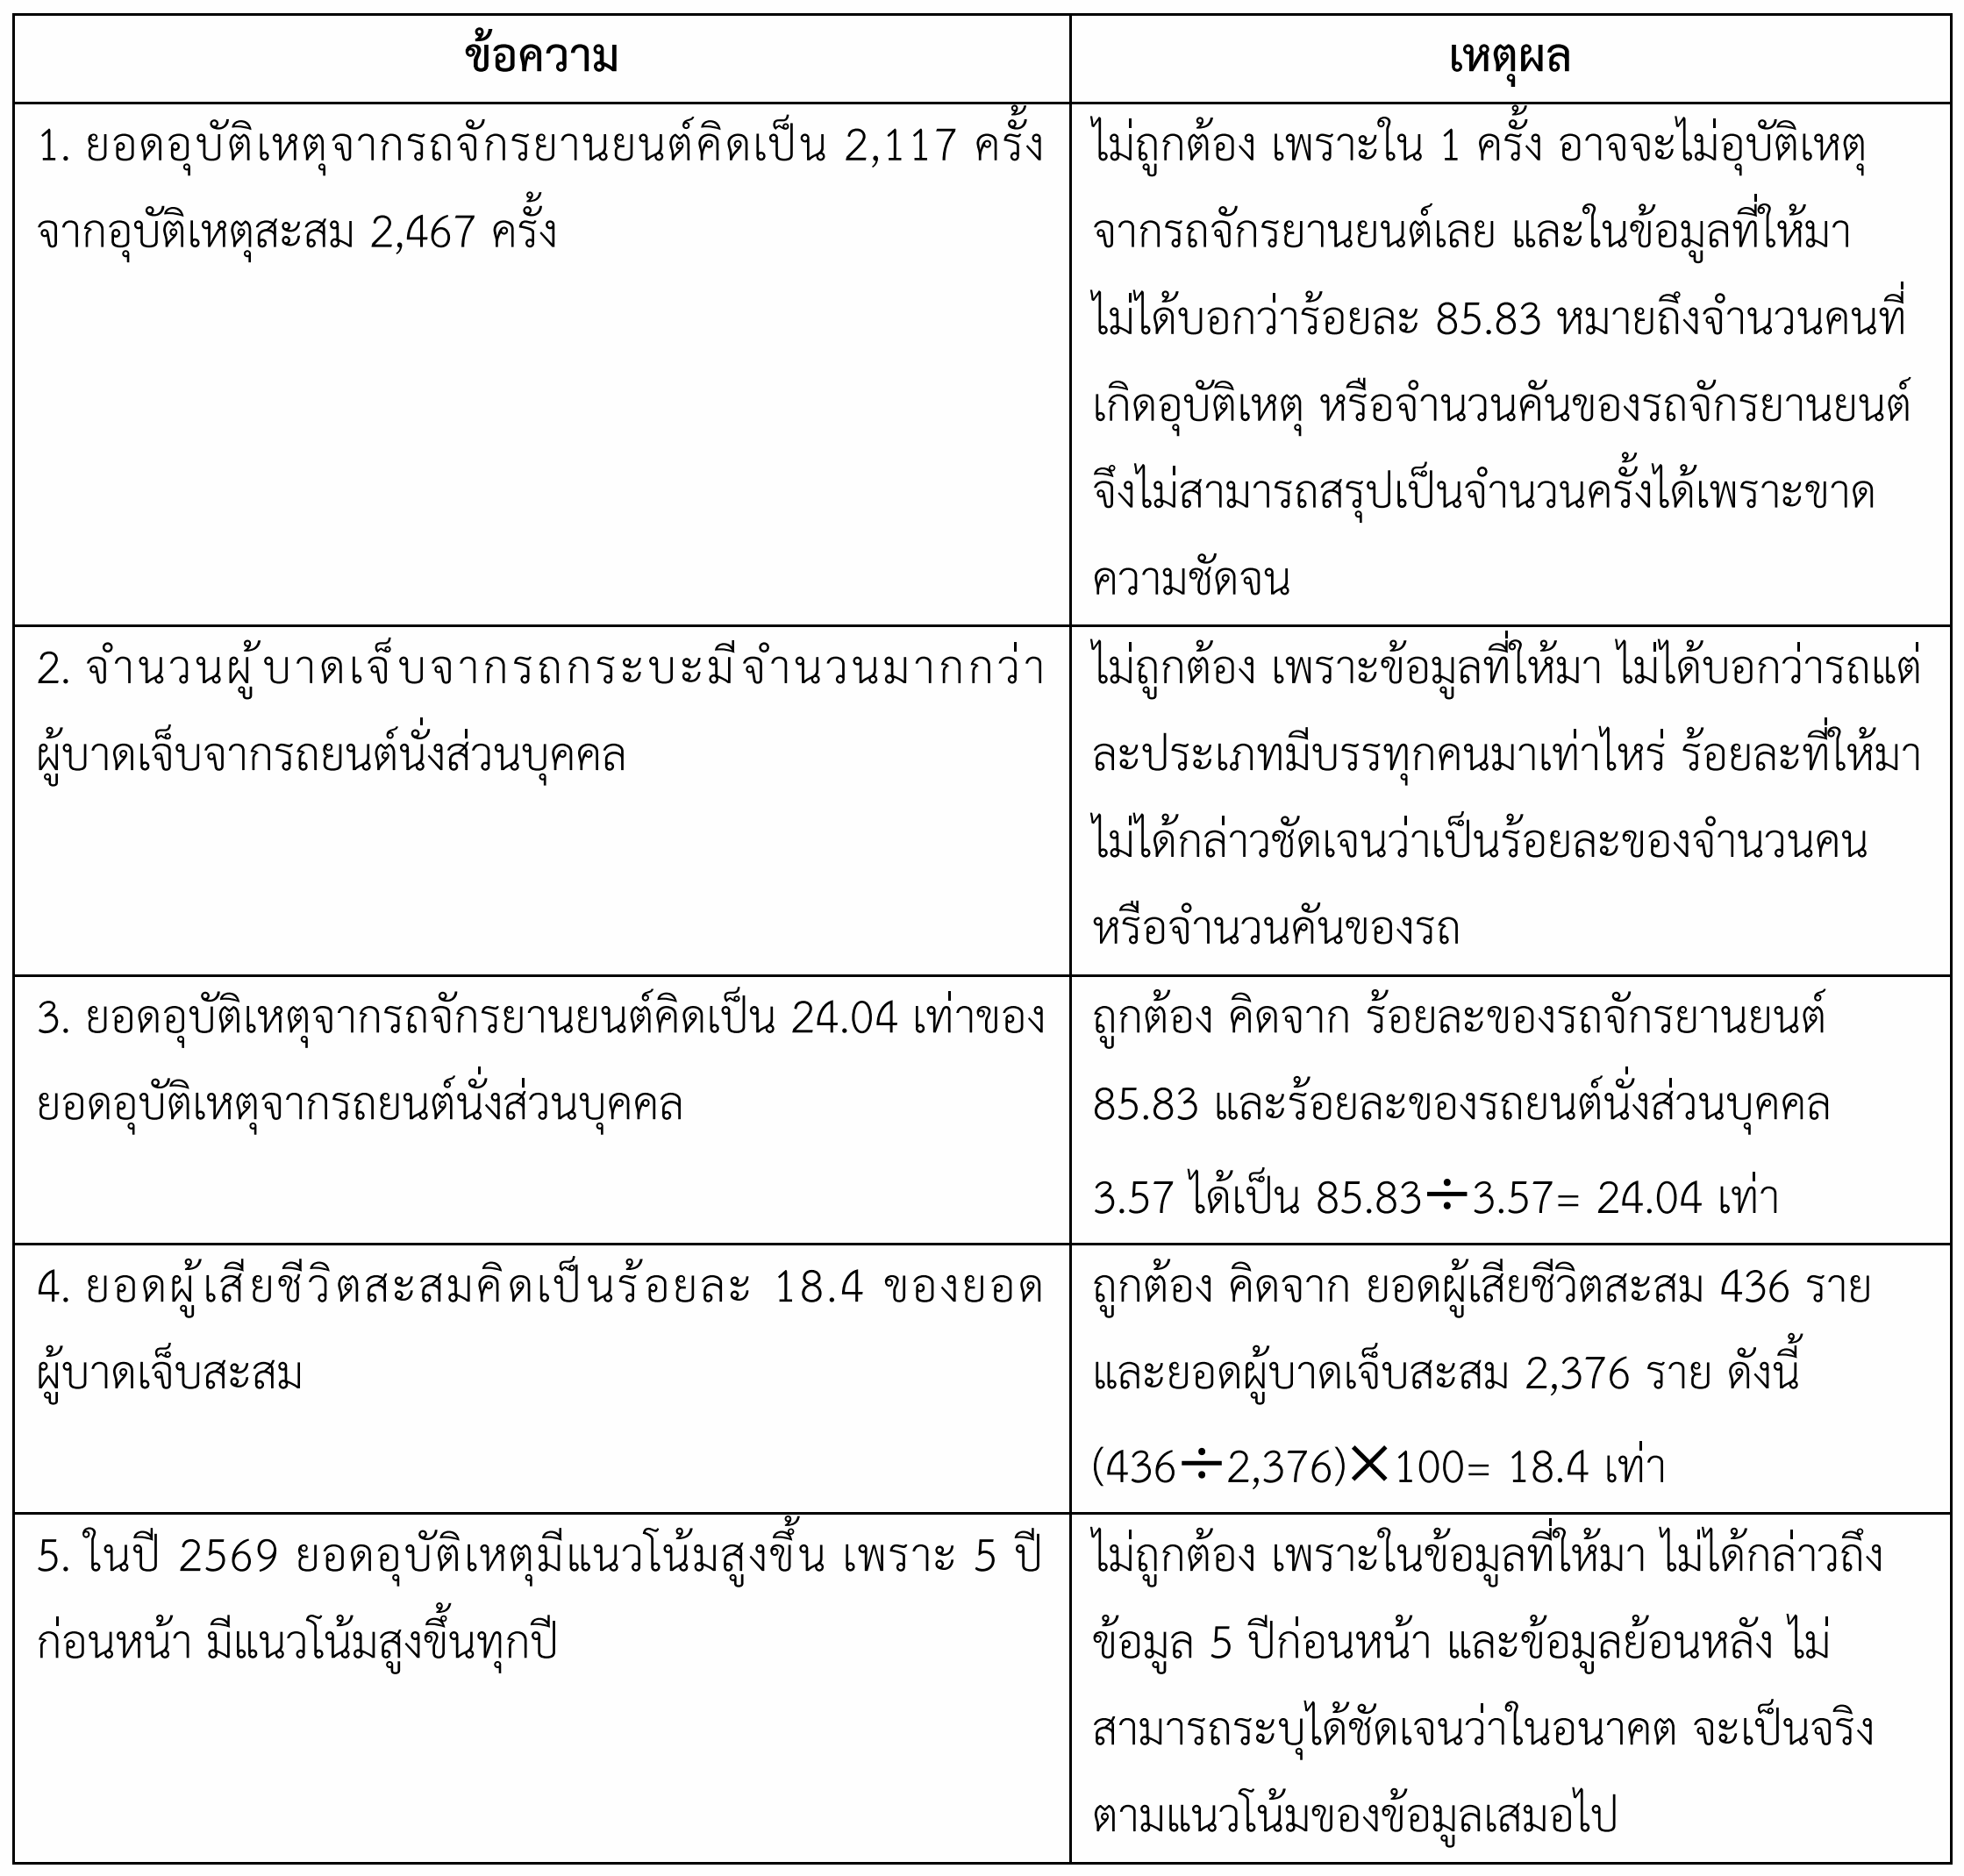 ข้อความ
เหตุผล
1. ยอดอุบัติเหตุจากรถจักรยานยนต์คิดเป็น 2,117 ครั้ง
จากอุบัติเหตุสะสม 2,467 ครั้ง
ไม่ถูกต้อง เพราะใน 1 ครั้ง อาจจะไม่อุบัติเหตุ
จากรถจักรยานยนต์เลย และในข้อมูลที่ให้มา
ไม่ได้บอกว่าร้อยละ 85.83 หมายถึงจำนวนคนที่
เกิดอุบัติเหตุ หรือจำนวนคันของรถจักรยานยนต์
จึงไม่สามารถสรุปเป็นจำนวนครั้งได้เพราะขาด
ความชัดจน
2. จำนวนผู้บาดเจ็บจากรถกระบะมีจำนวนมากกว่า
ผู้บาดเจ็บจากรถยนต์นั่งส่วนบุคคล
ไม่ถูกต้อง เพราะข้อมูลที่ให้มา ไม่ได้บอกว่ารถแต่
ละประเภทมีบรรทุกคนมาเท่าไหร่ ร้อยละที่ให้มา
ไม่ได้กล่าวชัดเจนว่าเป็นร้อยละของจำนวนคน
หรือจำนวนคันของรถ
3. ยอดอุบัติเหตุจากรถจักรยานยนต์คิดเป็น 24.04 เท่าของ
ยอดอุบัติเหตุจากรถยนต์นั่งส่วนบุคคล
ถูกต้อง คิดจาก ร้อยละของรถจักรยานยนต์
85.83 และร้อยละของรถยนต์นั่งส่วนบุคคล
3.57 ได้เป็น 85.83÷3.57= 24.04 เท่า
4. ยอดผู้เสียชีวิตสะสมคิดเป็นร้อยละ 18.4 ของยอด
ผู้บาดเจ็บสะสม
ถูกต้อง คิดจาก ยอดผู้เสียชีวิตสะสม 436 ราย
และยอดผู้บาดเจ็บสะสม 2,376 ราย ดังนี้
(436÷2,376)×100= 18.4 เท่า
5. ในปี 2569 ยอดอุบัติเหตุมีแนวโน้มสูงขึ้น เพราะ 5 ปี
ก่อนหน้า มีแนวโน้มสูงขึ้นทุกปี
ไม่ถูกต้อง เพราะในข้อมูลที่ให้มา ไม่ได้กล่าวถึง
ข้อมูล 5 ปีก่อนหน้า และข้อมูลย้อนหลัง ไม่
สามารถระบุได้ชัดเจนว่าในอนาคต จะเป็นจริง
ตามแนวโน้มของข้อมูลเสมอไป